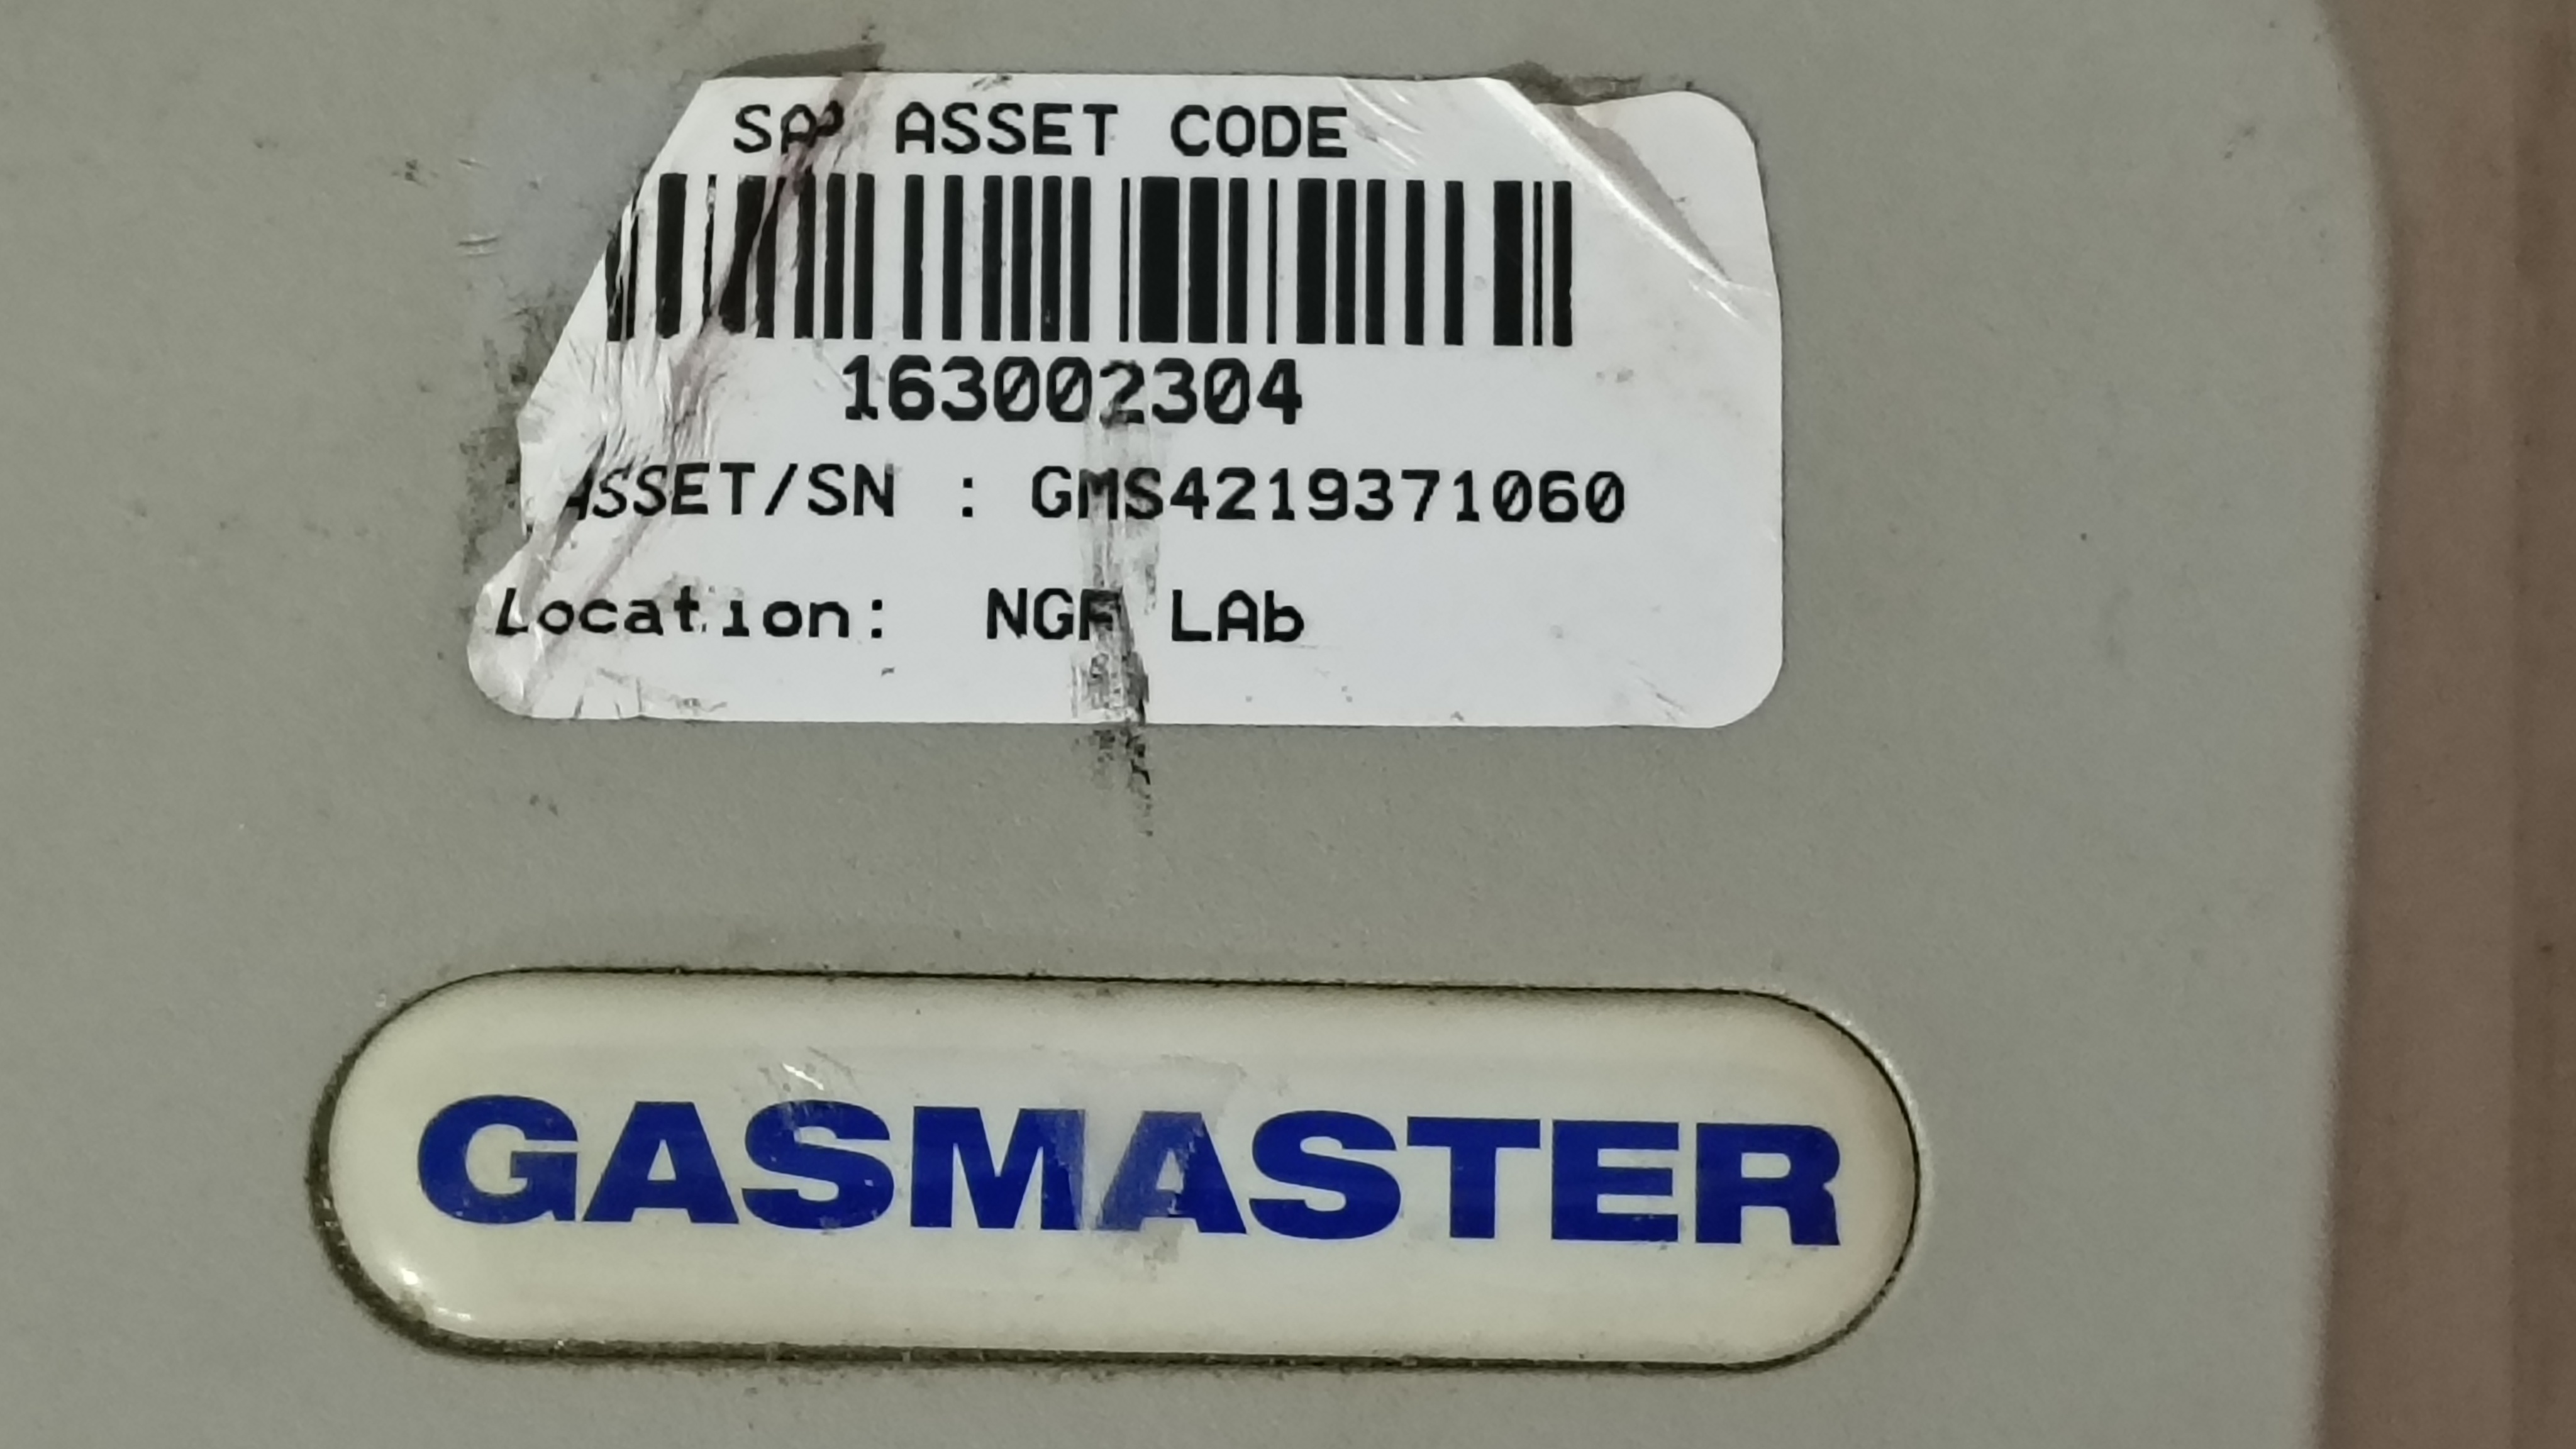 SAP ASSET CODE
163002304
ASSET/SN : GMS4219371060
Location: NGF LAb
GASMASTER